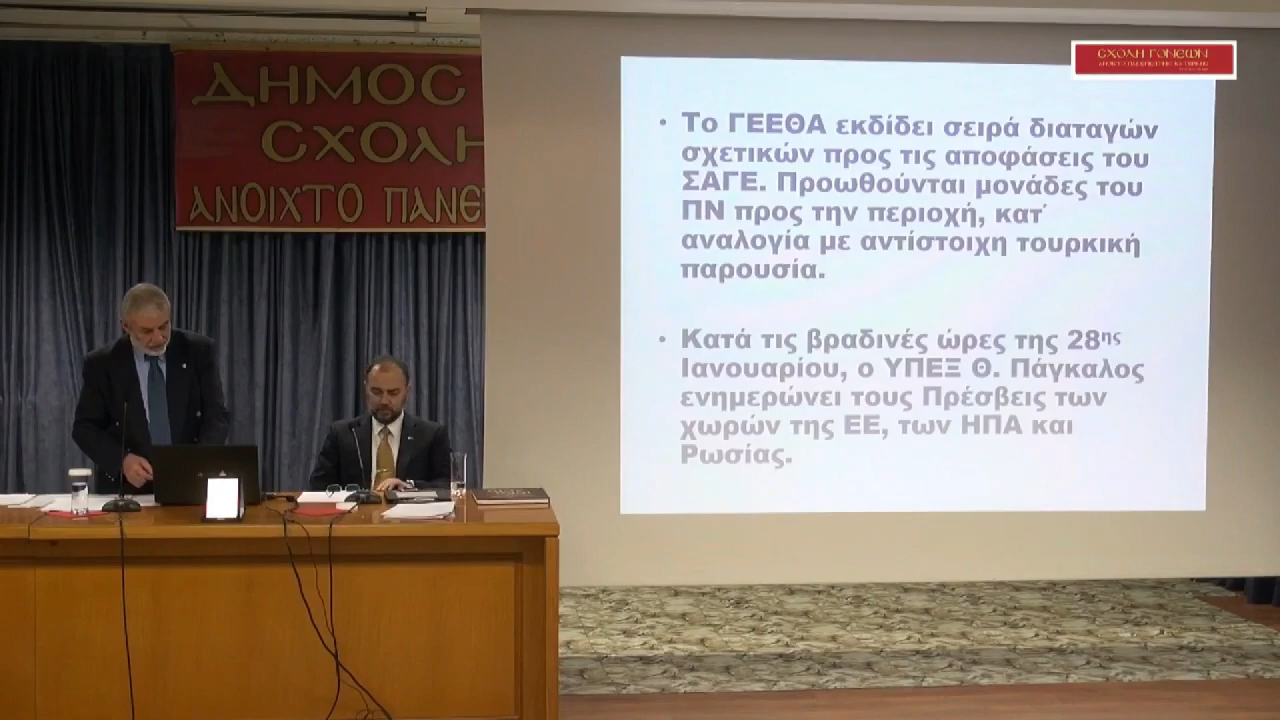 ΔΗΜΟΣ
ΣΧΟΛΗ
ΑΝΟΙΧΤΟ ΠΑΝΕ
ΣΧΟΛΗ ΓΟΝΕΩΝ
• Το ΓΕΕΘΑ εκδίδει σειρά διαταγών
σχετικών προς τις αποφάσεις του
ΣΑΓΕ. Προωθούνται μονάδες του
ΠΝ προς την περιοχή, κατ΄
αναλογία με αντίστοιχη τουρκική
παρουσία.
• Κατά τις βραδινές ώρες της 28ης
Ιανουαρίου, ο ΥΠΕΞ Θ. Πάγκαλος
ενημερώνει τους Πρέσβεις των
χωρών της ΕΕ, των ΗΠΑ και
Ρωσίας.